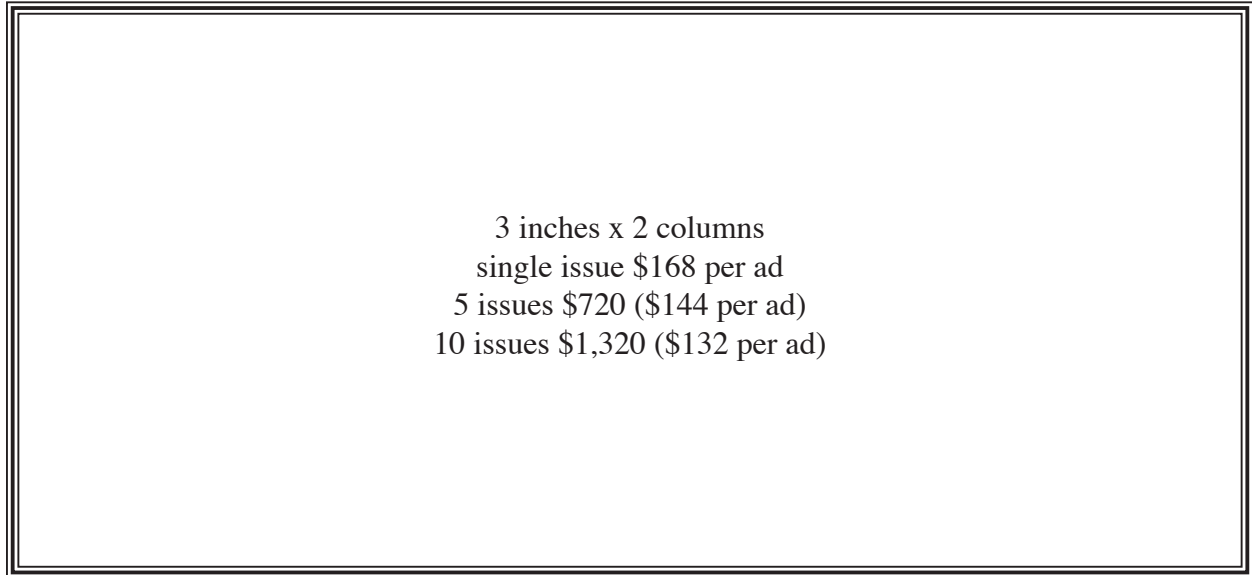 3 inches x 2 columns
single issue $168 per ad
5 issues $720 ($144 per ad)
10 issues $1,320 ($132 per ad)